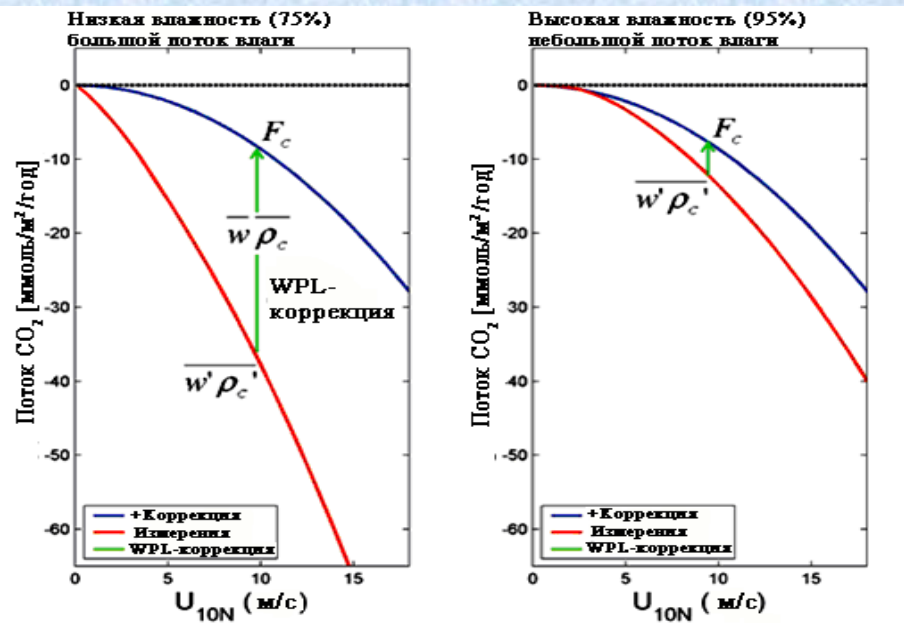 Низкая влажность (75%)
большой поток влаги
0
-10
-20
-30
-40
-50
-60
Поток CO₂ [ммоль/м²/год]
F_c
w̅ ρ̅_c
WPL-
коррекция
w'ρ_c'
+Коррекция
Измерения
WPL-коррекция
0 5 10 15
U10N ( м/с)
Высокая влажность (95%)
небольшой поток влаги
0
-10
-20
-30
-40
-50
-60
Поток CO₂ [ммоль/м²/год]
F_c
w'ρ_c'
+Коррекция
Измерения
WPL-коррекция
0 5 10 15
U10N ( м/с)